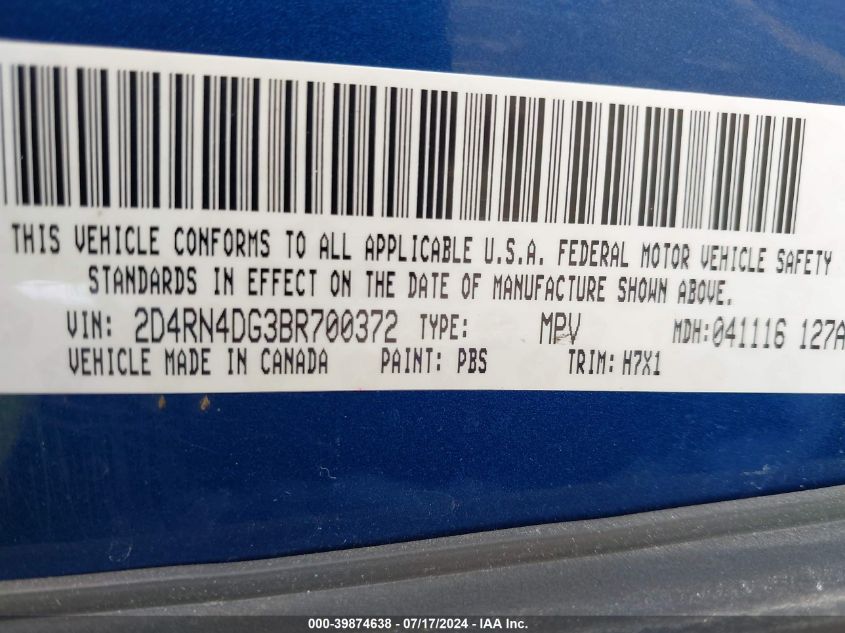 THIS VEHICLE CONFORMS TO ALL APPLICABLE U.S.A. FEDERAL MOTOR VEHICLE SAFETY
STANDARDS IN EFFECT ON THE DATE OF MANUFACTURE SHOWN ABOVE.
VIN: 2D4RN4DG3BR700372 TYPE: MPV MDH:041116 127A
VEHICLE MADE IN CANADA PAINT: PBS TRIM: H7X1
000-39874638 - 07/17/2024 - IAA Inc.